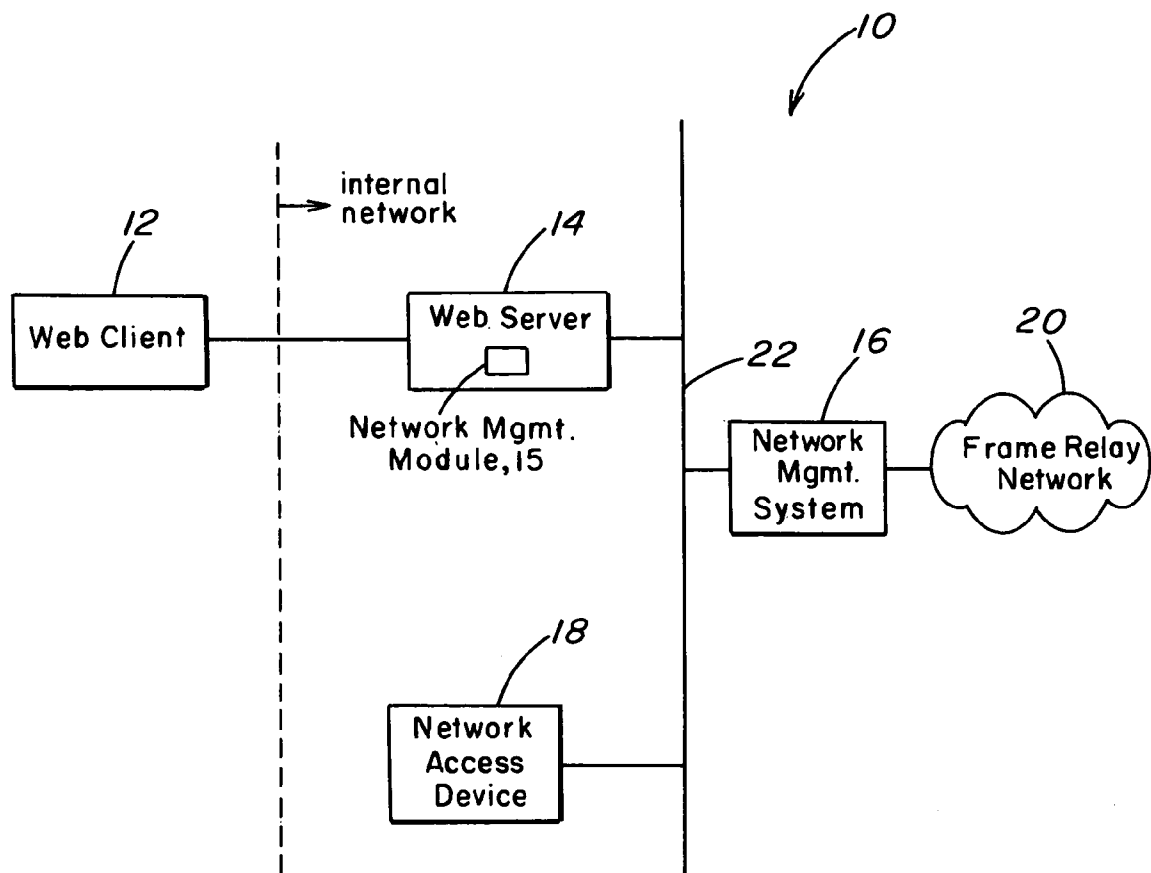 10
internal
network
12
14
Web Client
Web Server
Network Mgmt.
Module,15
22
16
20
Network
Mgmt.
System
Frame Relay
Network
18
Network
Access
Device